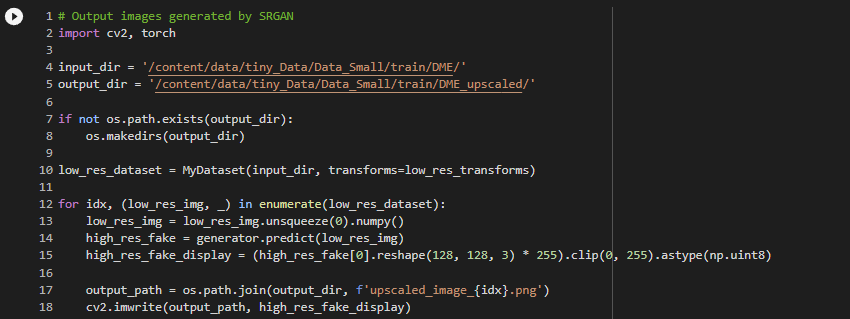 1 # Output images generated by SRGAN
2 import cv2, torch
3
4 input_dir = '/content/data/tiny_Data/Data_Small/train/DME/'
5 output_dir = '/content/data/tiny_Data/Data_Small/train/DME_upscaled/'
6
7 if not os.path.exists(output_dir):
8     os.makedirs(output_dir)
9
10 low_res_dataset = MyDataset(input_dir, transforms=low_res_transforms)
11
12 for idx, (low_res_img, _) in enumerate(low_res_dataset):
13     low_res_img = low_res_img.unsqueeze(0).numpy()
14     high_res_fake = generator.predict(low_res_img)
15     high_res_fake_display = (high_res_fake[0].reshape(128, 128, 3) * 255).clip(0, 255).astype(np.uint8)
16
17     output_path = os.path.join(output_dir, f'upscaled_image_{idx}.png')
18     cv2.imwrite(output_path, high_res_fake_display)